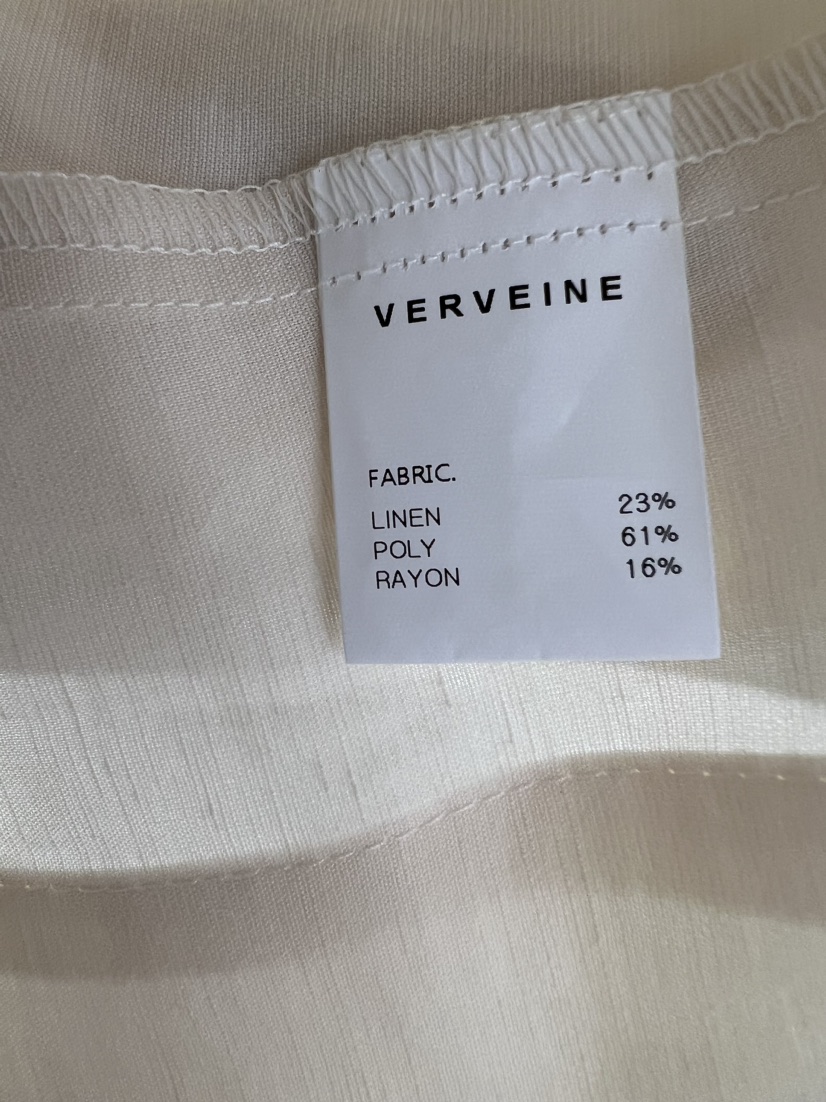 VERVEINE
FABRIC.
LINEN 23%
POLY 61%
RAYON 16%